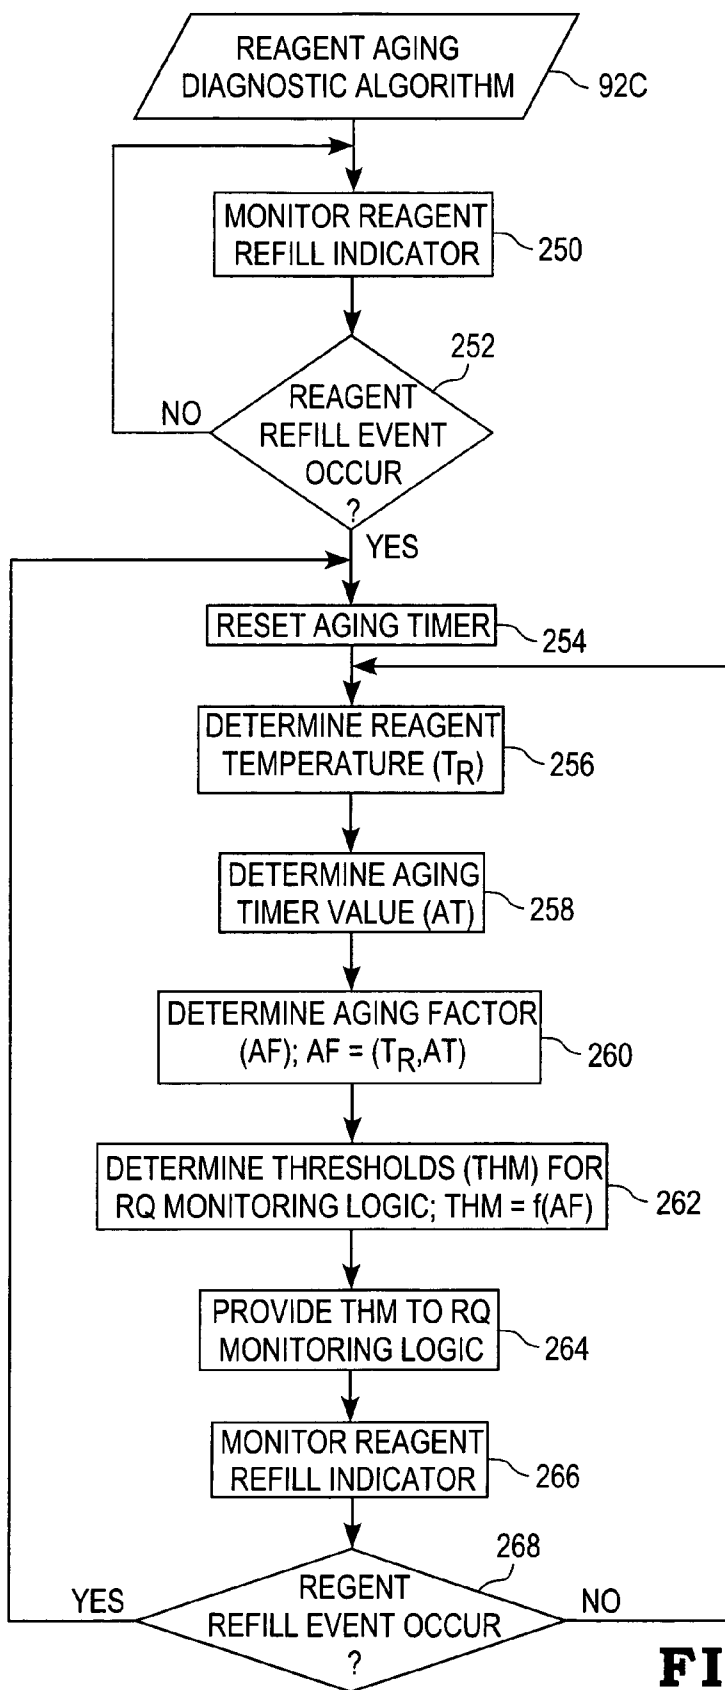 REAGENT AGING
DIAGNOSTIC ALGORITHM
92C
MONITOR REAGENT
REFILL INDICATOR
250
252
REAGENT
REFILL EVENT
OCCUR
?
NO
YES
RESET AGING TIMER
254
DETERMINE REAGENT
TEMPERATURE (TR)
256
DETERMINE AGING
TIMER VALUE (AT)
258
DETERMINE AGING FACTOR
(AF); AF = (TR,AT)
260
DETERMINE THRESHOLDS (THM) FOR
RQ MONITORING LOGIC; THM = f(AF)
262
PROVIDE THM TO RQ
MONITORING LOGIC
264
MONITOR REAGENT
REFILL INDICATOR
266
268
REGENT
REFILL EVENT OCCUR
?
YES
NO
FI